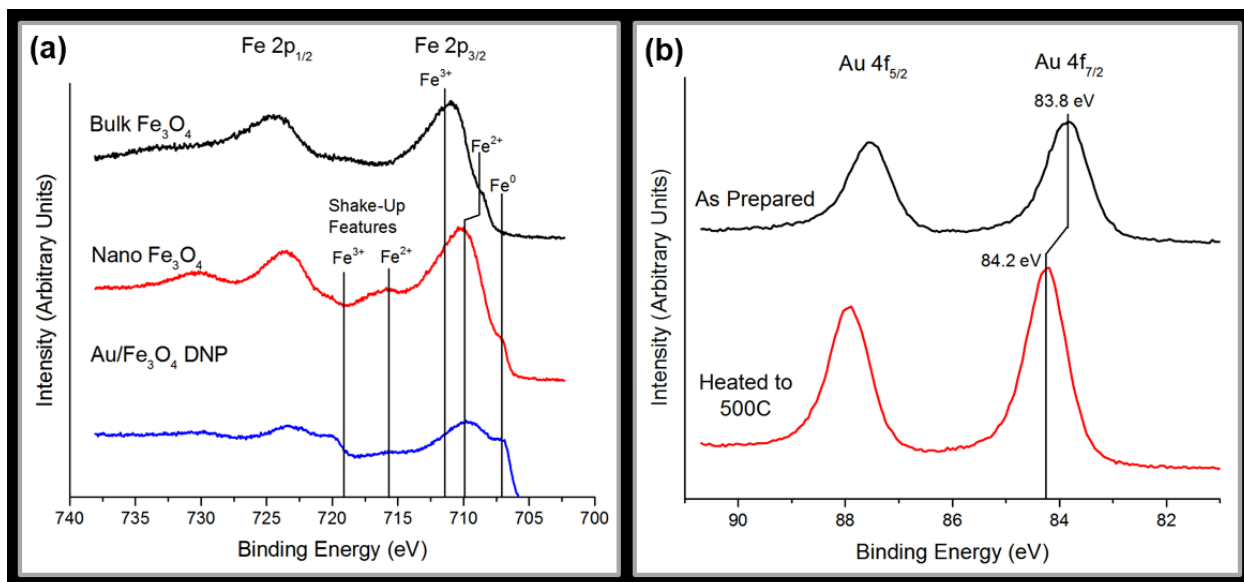 (a)
Fe 2p1/2
Fe 2p3/2
Fe3+
Bulk Fe3O4
Fe2+
Fe0
Shake-Up
Features
Nano Fe3O4
Fe3+
Fe2+
Au/Fe3O4 DNP
Intensity (Arbitrary Units)
740 735 730 725 720 715 710 705 700
Binding Energy (eV)
(b)
Au 4f5/2
Au 4f7/2
83.8 eV
As Prepared
84.2 eV
Heated to
500C
Intensity (Arbitrary Units)
90 88 86 84 82
Binding Energy (eV)